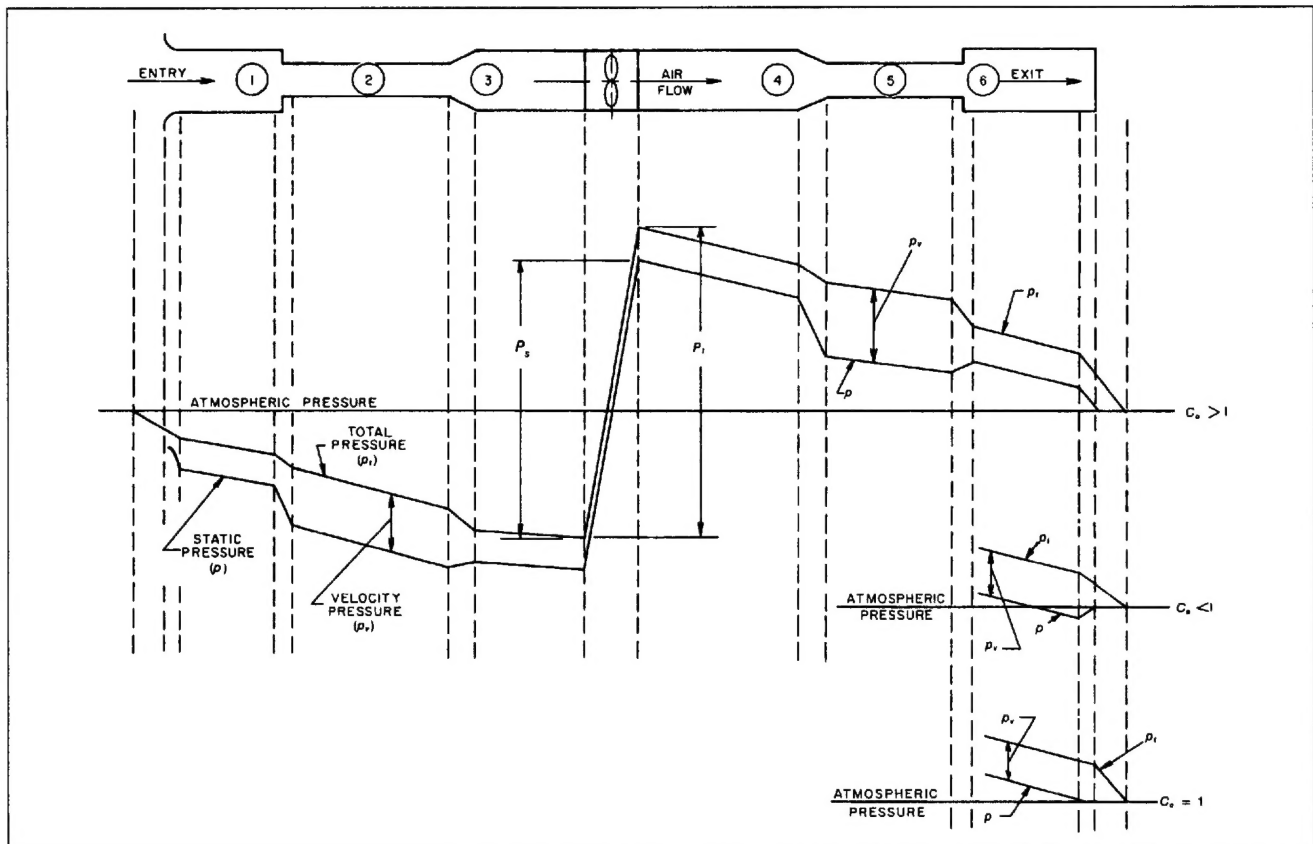 ENTRY
1
2
3
AIR
FLOW
4
5
6
EXIT
Pₛ
Pₜ
pᵥ
pₜ
p
ATMOSPHERIC PRESSURE
Cₒ > 1
TOTAL
PRESSURE
(pₜ)
STATIC
PRESSURE
(p)
VELOCITY
PRESSURE
(pᵥ)
pₜ
ATMOSPHERIC
PRESSURE
Cₒ < 1
p
pᵥ
pᵥ
pₜ
ATMOSPHERIC
PRESSURE
Cₒ = 1
p